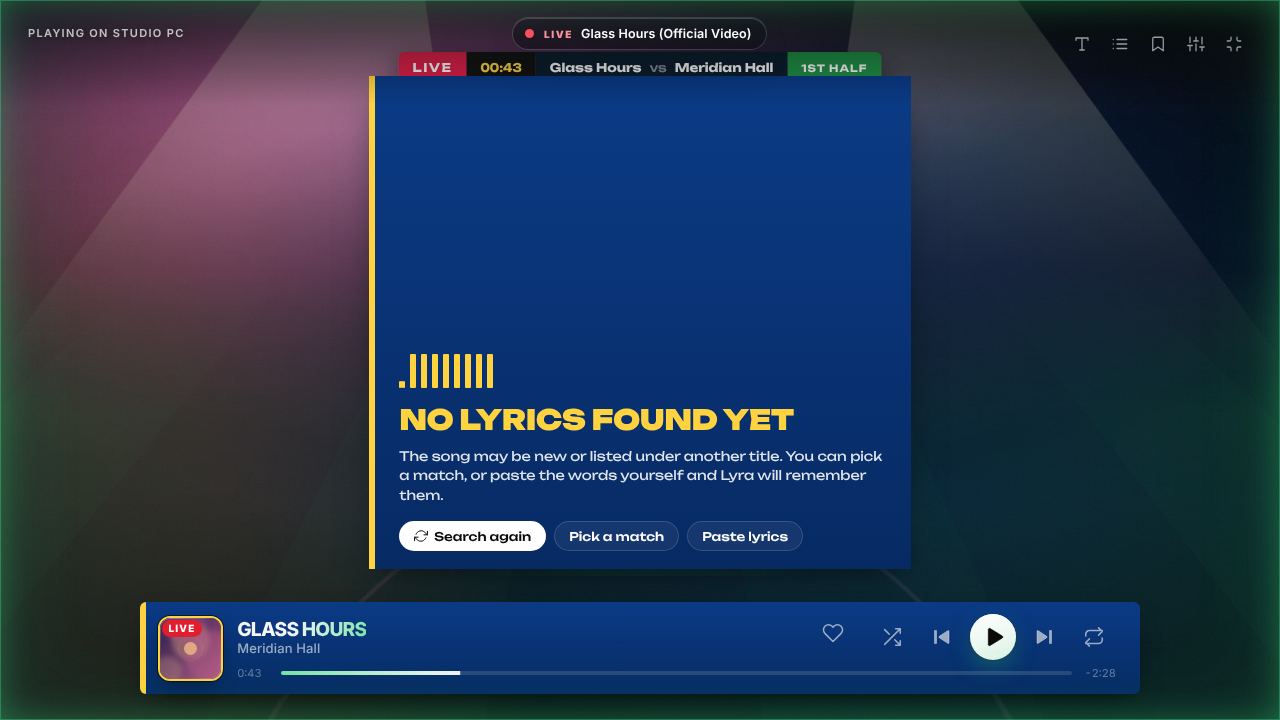 PLAYING ON STUDIO PC
LIVE Glass Hours (Official Video)
LIVE 00:43 Glass Hours vs Meridian Hall 1ST HALF
NO LYRICS FOUND YET
The song may be new or listed under another title. You can pick
a match, or paste the words yourself and Lyra will remember
them.
Search again Pick a match Paste lyrics
LIVE
GLASS HOURS
Meridian Hall
0:43 -2:28